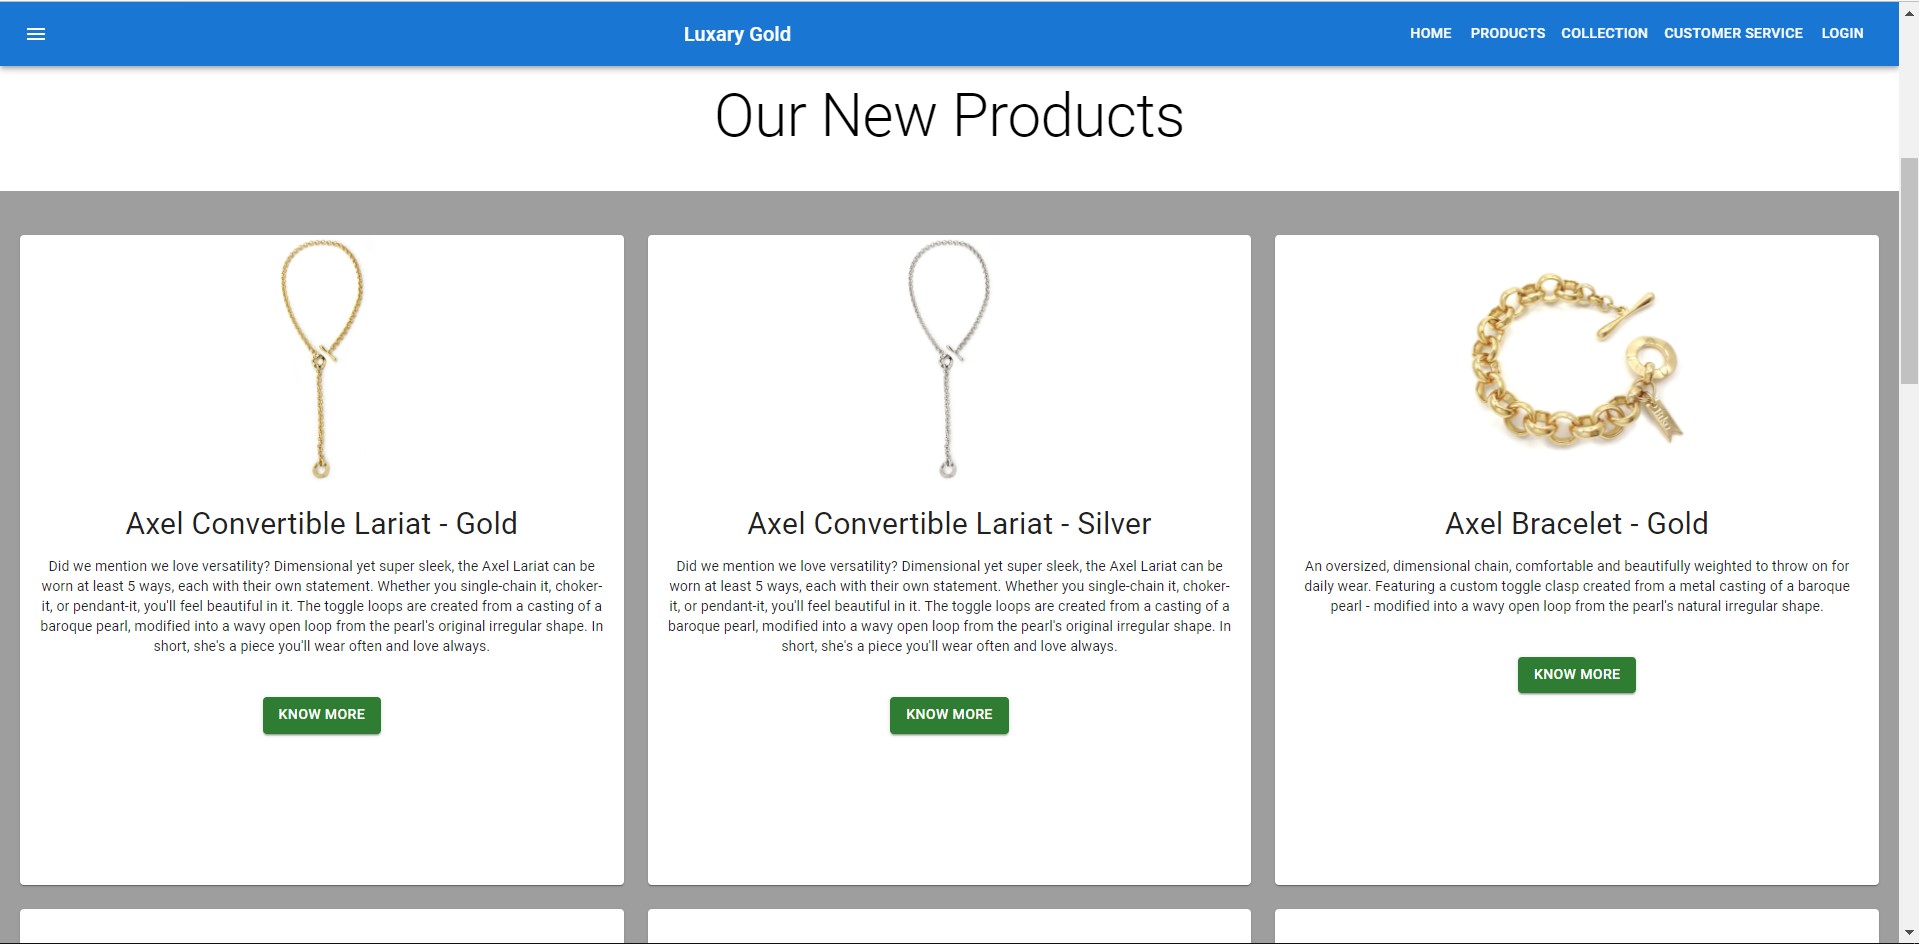 Luxary Gold
HOME PRODUCTS COLLECTION CUSTOMER SERVICE LOGIN
Our New Products
Axel Convertible Lariat - Gold
Did we mention we love versatility? Dimensional yet super sleek, the Axel Lariat can be
worn at least 5 ways, each with their own statement. Whether you single-chain it, choker-
it, or pendant-it, you'll feel beautiful in it. The toggle loops are created from a casting of a
baroque pearl, modified into a wavy open loop from the pearl's original irregular shape. In
short, she's a piece you'll wear often and love always.
KNOW MORE
Axel Convertible Lariat - Silver
Did we mention we love versatility? Dimensional yet super sleek, the Axel Lariat can be
worn at least 5 ways, each with their own statement. Whether you single-chain it, choker-
it, or pendant-it, you'll feel beautiful in it. The toggle loops are created from a casting of a
baroque pearl, modified into a wavy open loop from the pearl's original irregular shape. In
short, she's a piece you'll wear often and love always.
KNOW MORE
Axel Bracelet - Gold
An oversized, dimensional chain, comfortable and beautifully weighted to throw on for
daily wear. Featuring a custom toggle clasp created from a metal casting of a baroque
pearl - modified into a wavy open loop from the pearl's natural irregular shape.
KNOW MORE